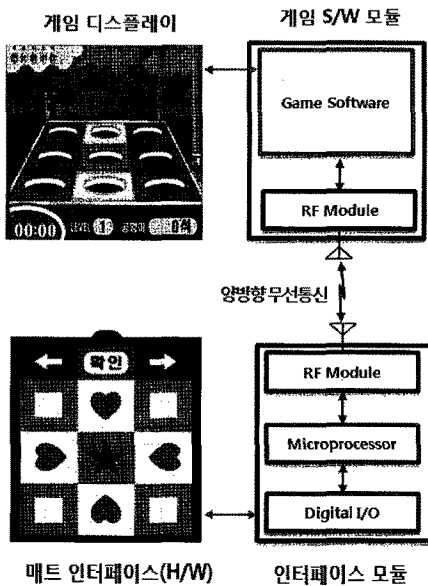 게임 디스플레이
게임 S/W 모듈
Game Software
RF Module
00:00
LEVEL 1
양방향 무선통신
확인
RF Module
Microprocessor
Digital I/O
매트 인터페이스(H/W)
인터페이스 모듈